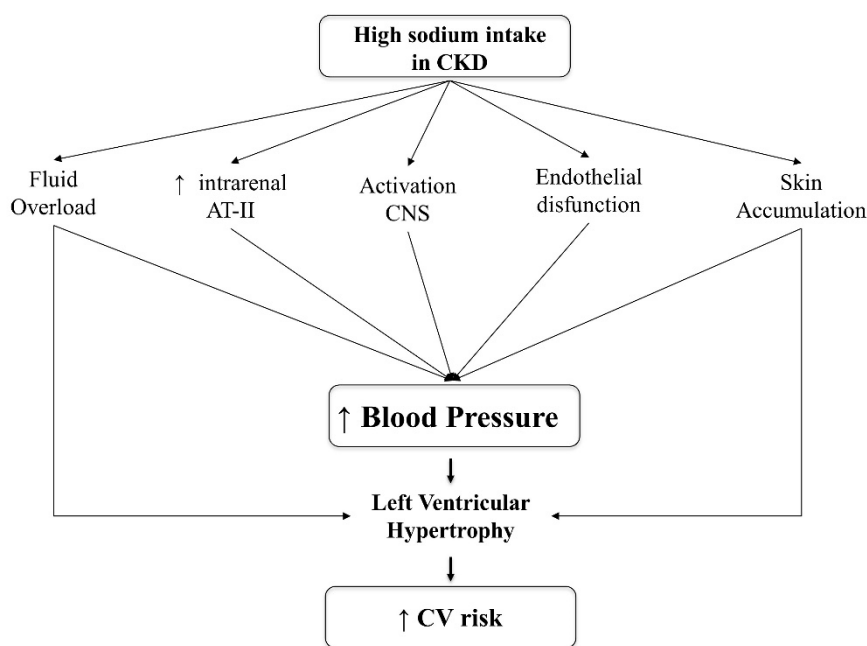 High sodium intake
in CKD
Fluid
Overload
↑ intrarenal
AT-II
Activation
CNS
Endothelial
disfunction
Skin
Accumulation
↑ Blood Pressure
Left Ventricular
Hypertrophy
↑ CV risk